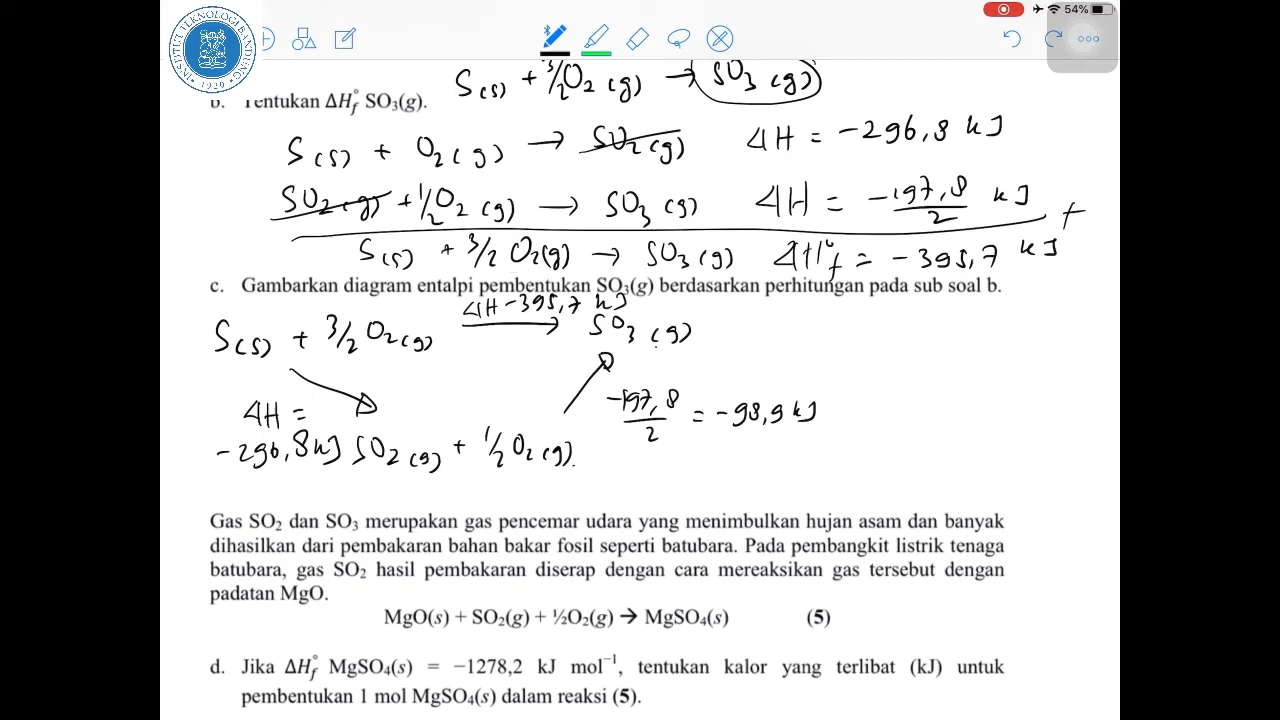 INSTITUT TEKNOLOGI BANDUNG
1920
54%
S(s) + 3/2 O2 (g) → SO3 (g)
b. Tentukan ΔH°f SO3(g).
S(s) + O2 (g) → SO2 (g) ΔH = -296,8 kJ
SO2 (g) + 1/2 O2 (g) → SO3 (g) ΔH = -197,8/2 kJ +
S(s) + 3/2 O2(g) → SO3 (g) ΔH°f = -395,7 kJ
c. Gambarkan diagram entalpi pembentukan SO3(g) berdasarkan perhitungan pada sub soal b.
ΔH -395,7 kJ
S(s) + 3/2 O2(g) → SO3 (g)
ΔH =
-197,8/2 = -98,9 kJ
-296,8 kJ SO2 (g) + 1/2 O2 (g).
Gas SO2 dan SO3 merupakan gas pencemar udara yang menimbulkan hujan asam dan banyak
dihasilkan dari pembakaran bahan bakar fosil seperti batubara. Pada pembangkit listrik tenaga
batubara, gas SO2 hasil pembakaran diserap dengan cara mereaksikan gas tersebut dengan
padatan MgO.
MgO(s) + SO2(g) + ½O2(g) → MgSO4(s) (5)
d. Jika ΔH°f MgSO4(s) = −1278,2 kJ mol⁻¹, tentukan kalor yang terlibat (kJ) untuk
pembentukan 1 mol MgSO4(s) dalam reaksi (5).